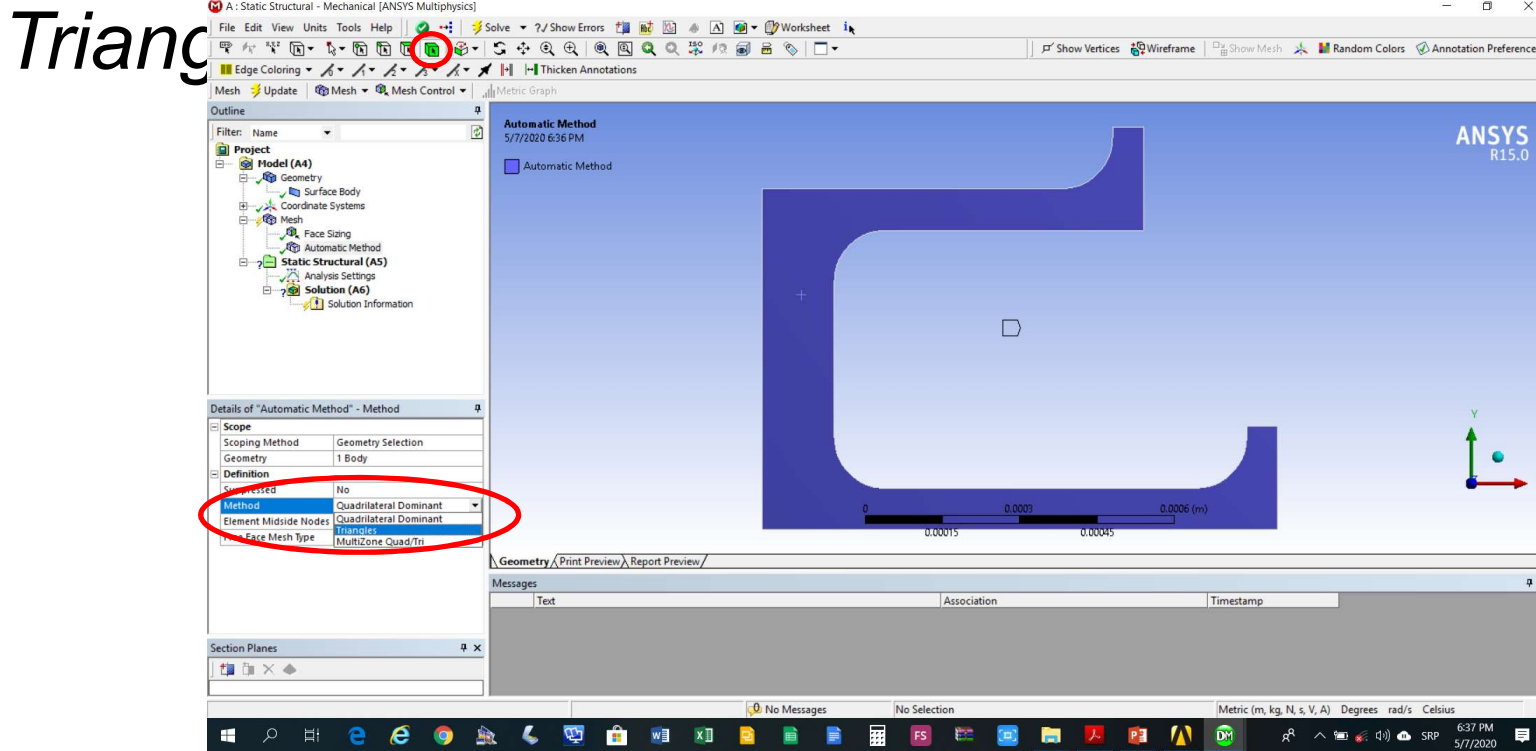 Triang
A : Static Structural - Mechanical [ANSYS Multiphysics]
File Edit View Units Tools Help Solve ?/ Show Errors Worksheet
Show Vertices Wireframe Show Mesh Random Colors Annotation Preference
Edge Coloring Thicken Annotations
Mesh Update Mesh Mesh Control Metric Graph
Outline
Filter: Name
Project
Model (A4)
Geometry
Surface Body
Coordinate Systems
Mesh
Face Sizing
Automatic Method
Static Structural (A5)
Analysis Settings
Solution (A6)
Solution Information
Automatic Method
5/7/2020 6:36 PM
Automatic Method
ANSYS
R15.0
Y
0 0.0003 0.0006 (m)
0.00015 0.00045
Details of "Automatic Method" - Method
Scope
Scoping Method Geometry Selection
Geometry 1 Body
Definition
Suppressed No
Method Quadrilateral Dominant
Element Midside Nodes Quadrilateral Dominant
Triangles
Free Face Mesh Type MultiZone Quad/Tri
Geometry Print Preview Report Preview
Messages
Text Association Timestamp
Section Planes
No Messages No Selection Metric (m, kg, N, s, V, A) Degrees rad/s Celsius
FS DM SRP 6:37 PM
5/7/2020